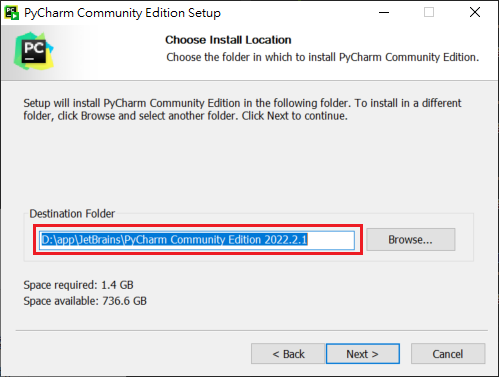 PyCharm Community Edition Setup
PC
Choose Install Location
Choose the folder in which to install PyCharm Community Edition.
Setup will install PyCharm Community Edition in the following folder. To install in a different
folder, click Browse and select another folder. Click Next to continue.
Destination Folder
D:\app\JetBrains\PyCharm Community Edition 2022.2.1
Browse...
Space required: 1.4 GB
Space available: 736.6 GB
< Back
Next >
Cancel